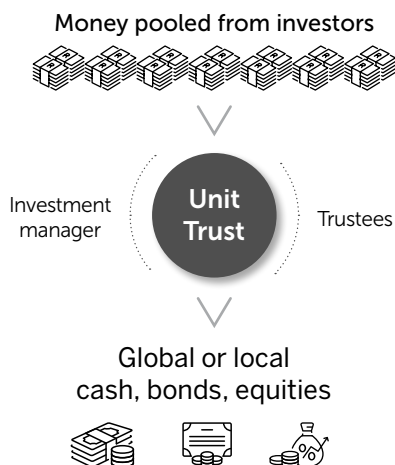 Money pooled from investors
Unit
Trust
Investment
manager
Trustees
Global or local
cash, bonds, equities
%